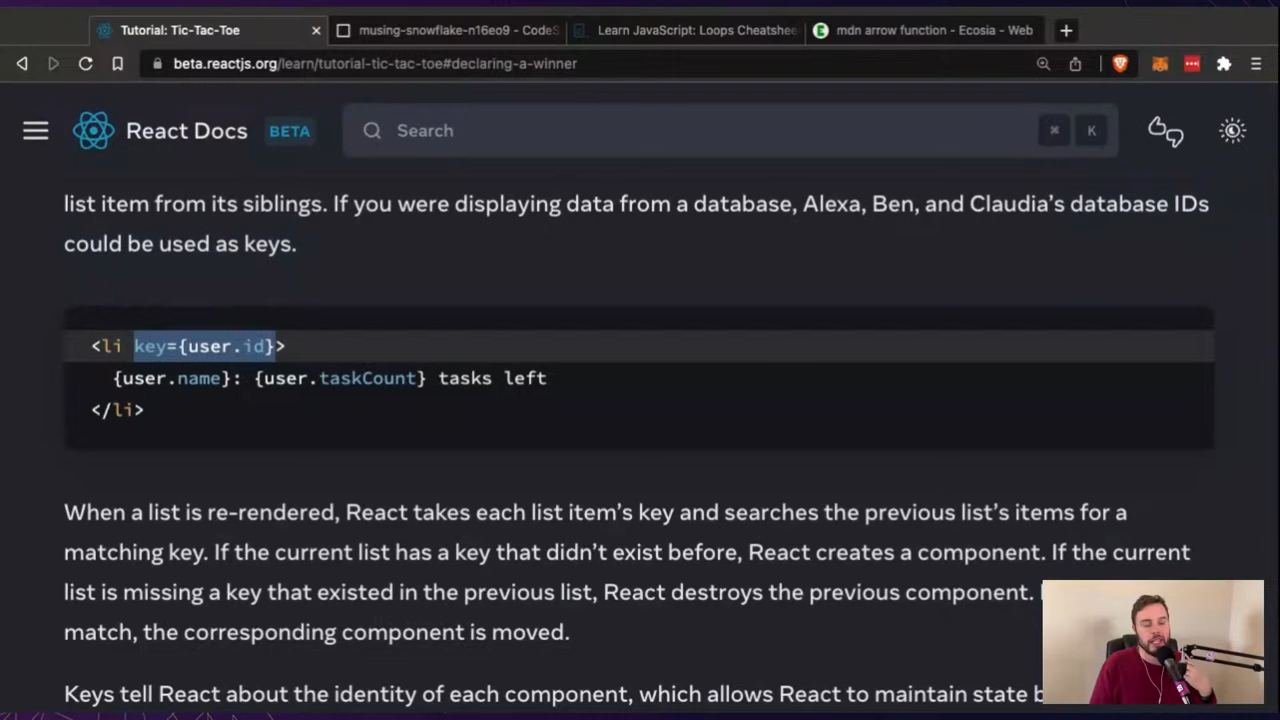 Tutorial: Tic-Tac-Toe
musing-snowflake-n16eo9 - CodeS
Learn JavaScript: Loops Cheatshee
mdn arrow function - Ecosia - Web
beta.reactjs.org/learn/tutorial-tic-tac-toe#declaring-a-winner
React Docs BETA
Search
⌘ K
list item from its siblings. If you were displaying data from a database, Alexa, Ben, and Claudia’s database IDs
could be used as keys.
<li key={user.id}>
{user.name}: {user.taskCount} tasks left
</li>
When a list is re-rendered, React takes each list item’s key and searches the previous list’s items for a
matching key. If the current list has a key that didn’t exist before, React creates a component. If the current
list is missing a key that existed in the previous list, React destroys the previous component.
match, the corresponding component is moved.
Keys tell React about the identity of each component, which allows React to maintain state